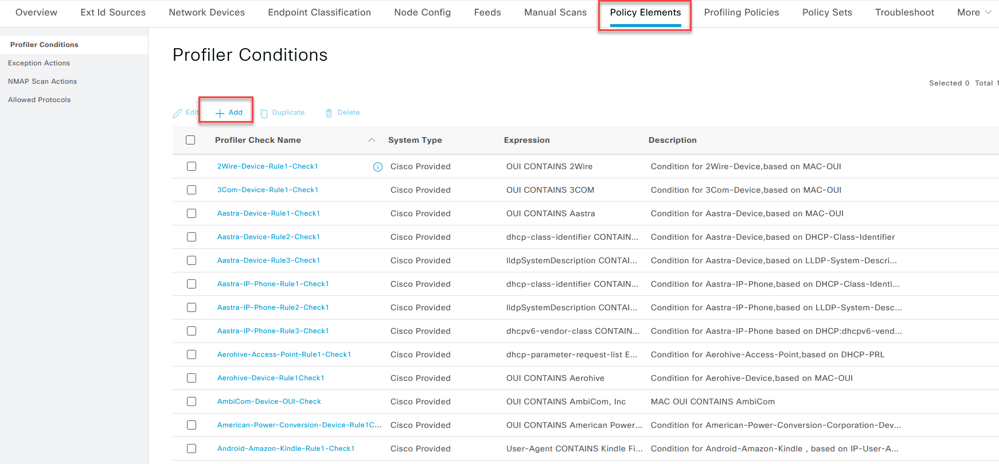 Overview Ext Id Sources Network Devices Endpoint Classification Node Config Feeds Manual Scans Policy Elements Profiling Policies Policy Sets Troubleshoot More
Profiler Conditions
Exception Actions
NMAP Scan Actions
Allowed Protocols
Profiler Conditions
Selected 0 Total 1
Edit Add Duplicate Delete
Profiler Check Name System Type Expression Description
2Wire-Device-Rule1-Check1 Cisco Provided OUI CONTAINS 2Wire Condition for 2Wire-Device,based on MAC-OUI
3Com-Device-Rule1-Check1 Cisco Provided OUI CONTAINS 3COM Condition for 3Com-Device,based on MAC-OUI
Aastra-Device-Rule1-Check1 Cisco Provided OUI CONTAINS Aastra Condition for Aastra-Device,based on MAC-OUI
Aastra-Device-Rule2-Check1 Cisco Provided dhcp-class-identifier CONTAIN... Condition for Aastra-Device,based on DHCP-Class-Identifier
Aastra-Device-Rule3-Check1 Cisco Provided lldpSystemDescription CONTAI... Condition for Aastra-Device,based on LLDP-System-Descri...
Aastra-IP-Phone-Rule1-Check1 Cisco Provided dhcp-class-identifier CONTAIN... Condition for Aastra-IP-Phone,based on DHCP-Class-Identi...
Aastra-IP-Phone-Rule2-Check1 Cisco Provided lldpSystemDescription CONTAI... Condition for Aastra-IP-Phone,based on LLDP-System-Desc...
Aastra-IP-Phone-Rule3-Check1 Cisco Provided dhcpv6-vendor-class CONTAIN... Condition for Aastra-IP-Phone based on DHCP:dhcpv6-vend...
Aerohive-Access-Point-Rule1-Check1 Cisco Provided dhcp-parameter-request-list E... Condition for Aerohive-Access-Point,based on DHCP-PRL
Aerohive-Device-Rule1Check1 Cisco Provided OUI CONTAINS Aerohive Condition for Aerohive-Device,based on MAC-OUI
AmbiCom-Device-OUI-Check Cisco Provided OUI CONTAINS AmbiCom, Inc MAC OUI CONTAINS AmbiCom
American-Power-Conversion-Device-Rule1C... Cisco Provided OUI CONTAINS American Power... Condition for American-Power-Conversion-Corporation-Dev...
Android-Amazon-Kindle-Rule1-Check1 Cisco Provided User-Agent CONTAINS Kindle Fi... Condition for Android-Amazon-Kindle , based on IP-User-A...